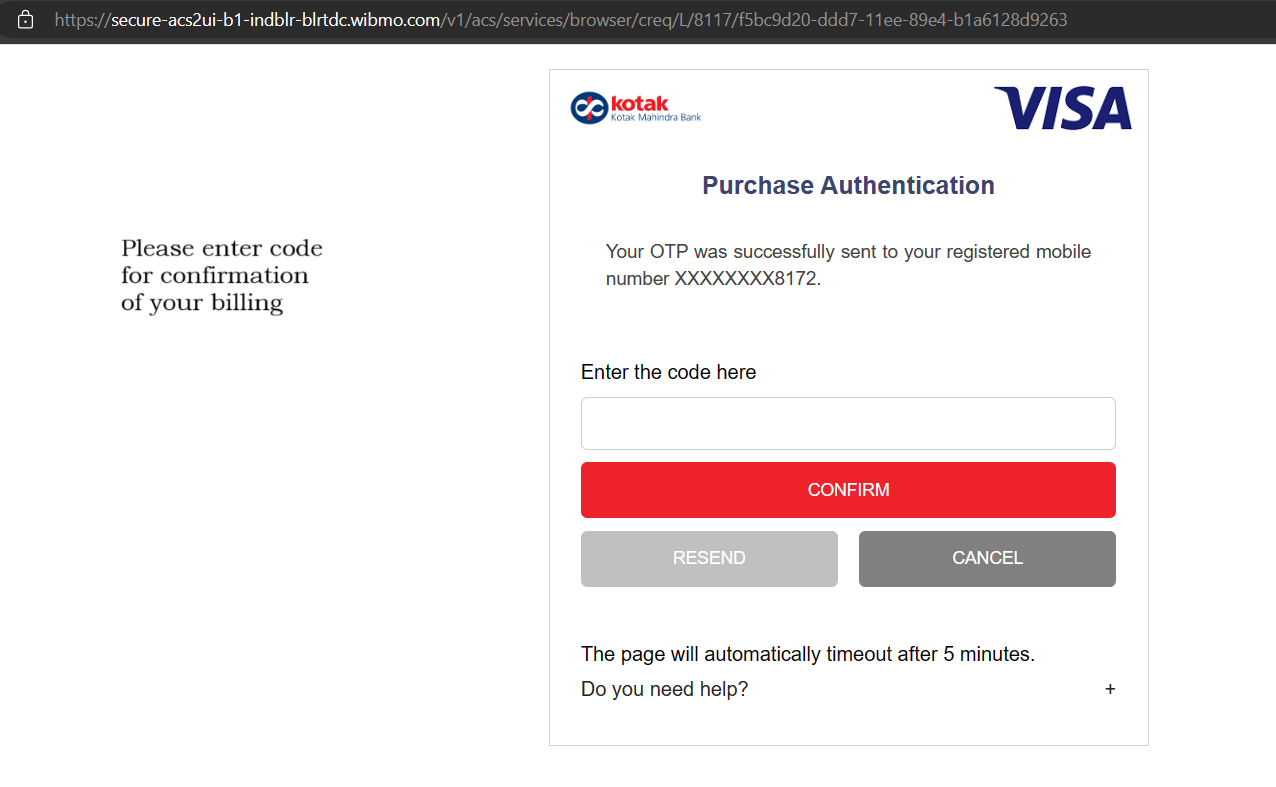 https://secure-acs2ui-b1-indblr-blrtdc.wibmo.com/v1/acs/services/browser/creq/L/8117/f5bc9d20-ddd7-11ee-89e4-b1a6128d9263
kotak
Kotak Mahindra Bank
VISA
Purchase Authentication
Please enter code
for confirmation
of your billing
Your OTP was successfully sent to your registered mobile
number XXXXXXXX8172.
Enter the code here
CONFIRM
RESEND
CANCEL
The page will automatically timeout after 5 minutes.
Do you need help?
+